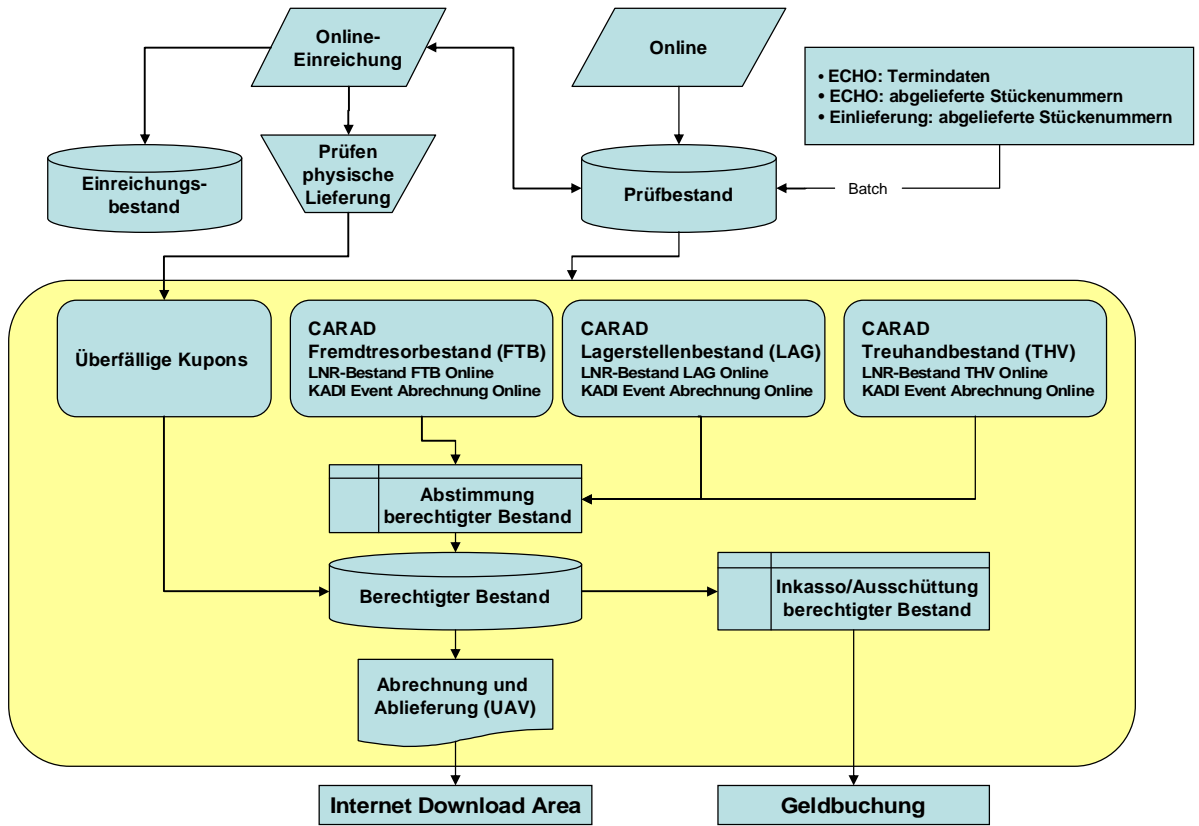 Online-
Einreichung
Online
• ECHO: Termindaten
• ECHO: abgelieferte Stückenummern
• Einlieferung: abgelieferte Stückenummern
Einreichungs-
bestand
Prüfen
physische
Lieferung
Prüfbestand
Batch
Überfällige Kupons
CARAD
Fremdtresorbestand (FTB)
LNR-Bestand FTB Online
KADI Event Abrechnung Online
CARAD
Lagerstellenbestand (LAG)
LNR-Bestand LAG Online
KADI Event Abrechnung Online
CARAD
Treuhandbestand (THV)
LNR-Bestand THV Online
KADI Event Abrechnung Online
Abstimmung
berechtigter Bestand
Berechtigter Bestand
Inkasso/Ausschüttung
berechtigter Bestand
Abrechnung und
Ablieferung (UAV)
Internet Download Area
Geldbuchung